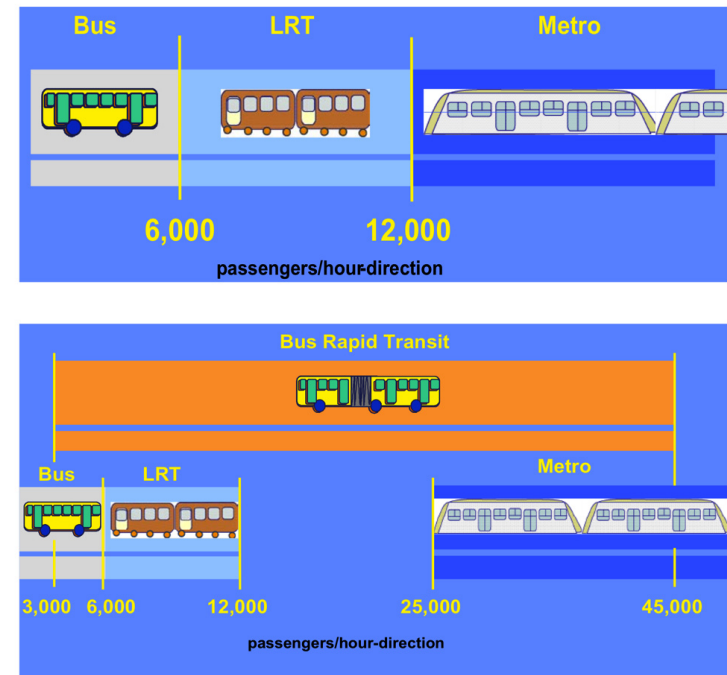 Bus LRT Metro
6,000 12,000
passengers/hour-direction
Bus Rapid Transit
Bus LRT Metro
3,000 6,000 12,000 25,000 45,000
passengers/hour-direction